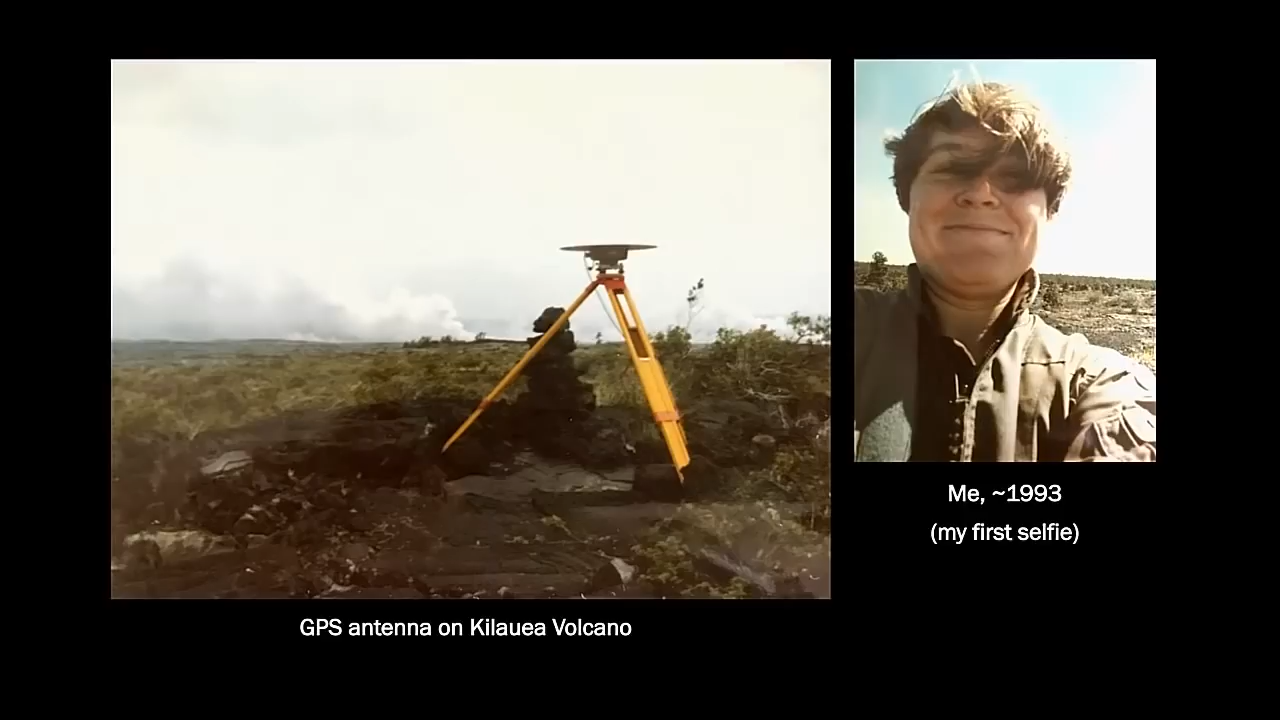 GPS antenna on Kilauea Volcano
Me, ~1993
(my first selfie)